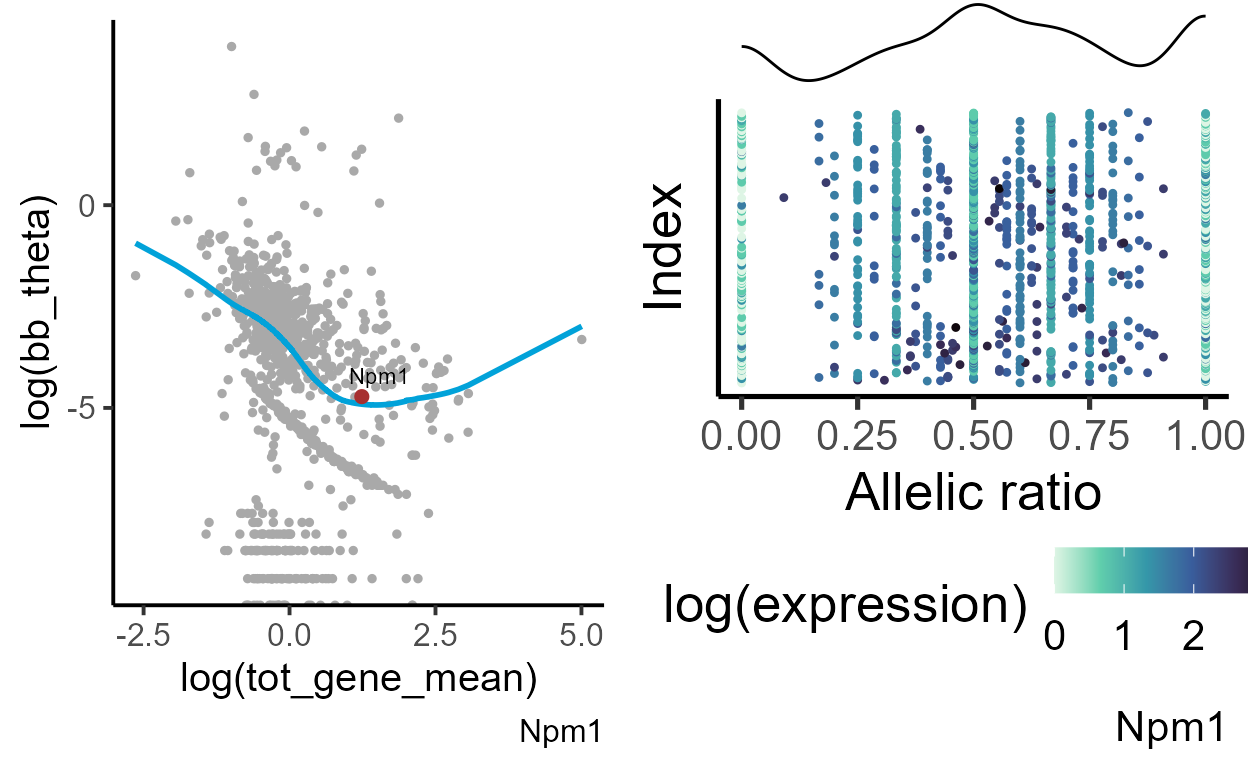 0
-5
log(bb_theta)
Npm1
-2.5 0.0 2.5 5.0
log(tot_gene_mean)
Npm1
Index
0.00 0.25 0.50 0.75 1.00
Allelic ratio
log(expression)
0 1 2
Npm1